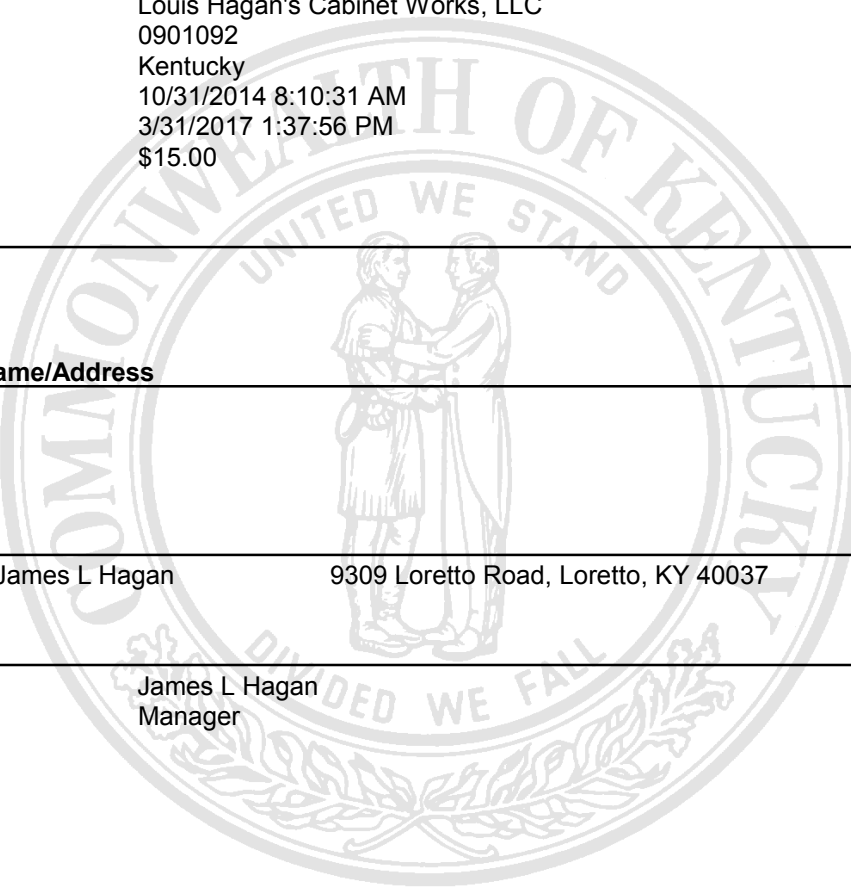 Louis Hagan's Cabinet Works, LLC
0901092
Kentucky
10/31/2014 8:10:31 AM
3/31/2017 1:37:56 PM
$15.00
COMMONWEALTH OF KENTUCKY
UNITED WE STAND
ame/Address
James L Hagan 9309 Loretto Road, Loretto, KY 40037
DIVIDED WE FALL
James L Hagan
Manager